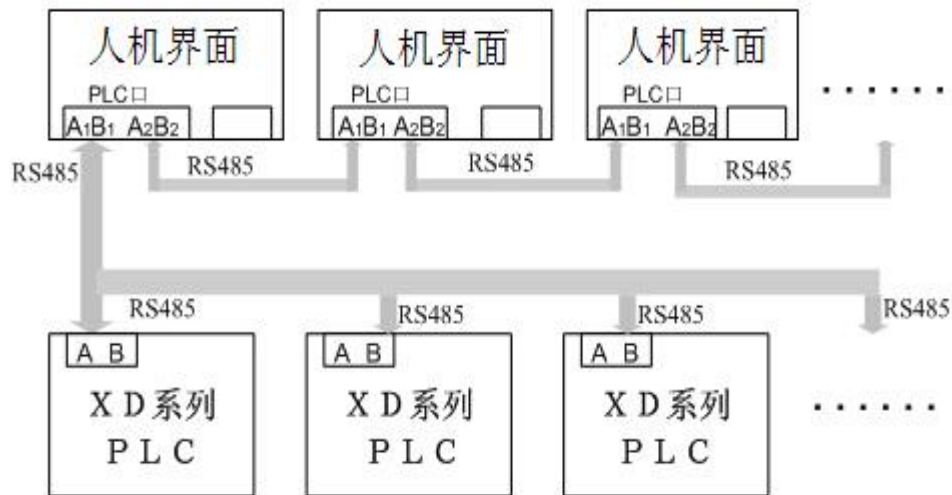 人机界面 人机界面 人机界面
PLC口 PLC口 PLC口
A1B1 A2B2 A1B1 A2B2 A1B1 A2B2
······
RS485 RS485 RS485 RS485
RS485 RS485 RS485 RS485
A B A B A B
XD系列 XD系列 XD系列
······
PLC PLC PLC